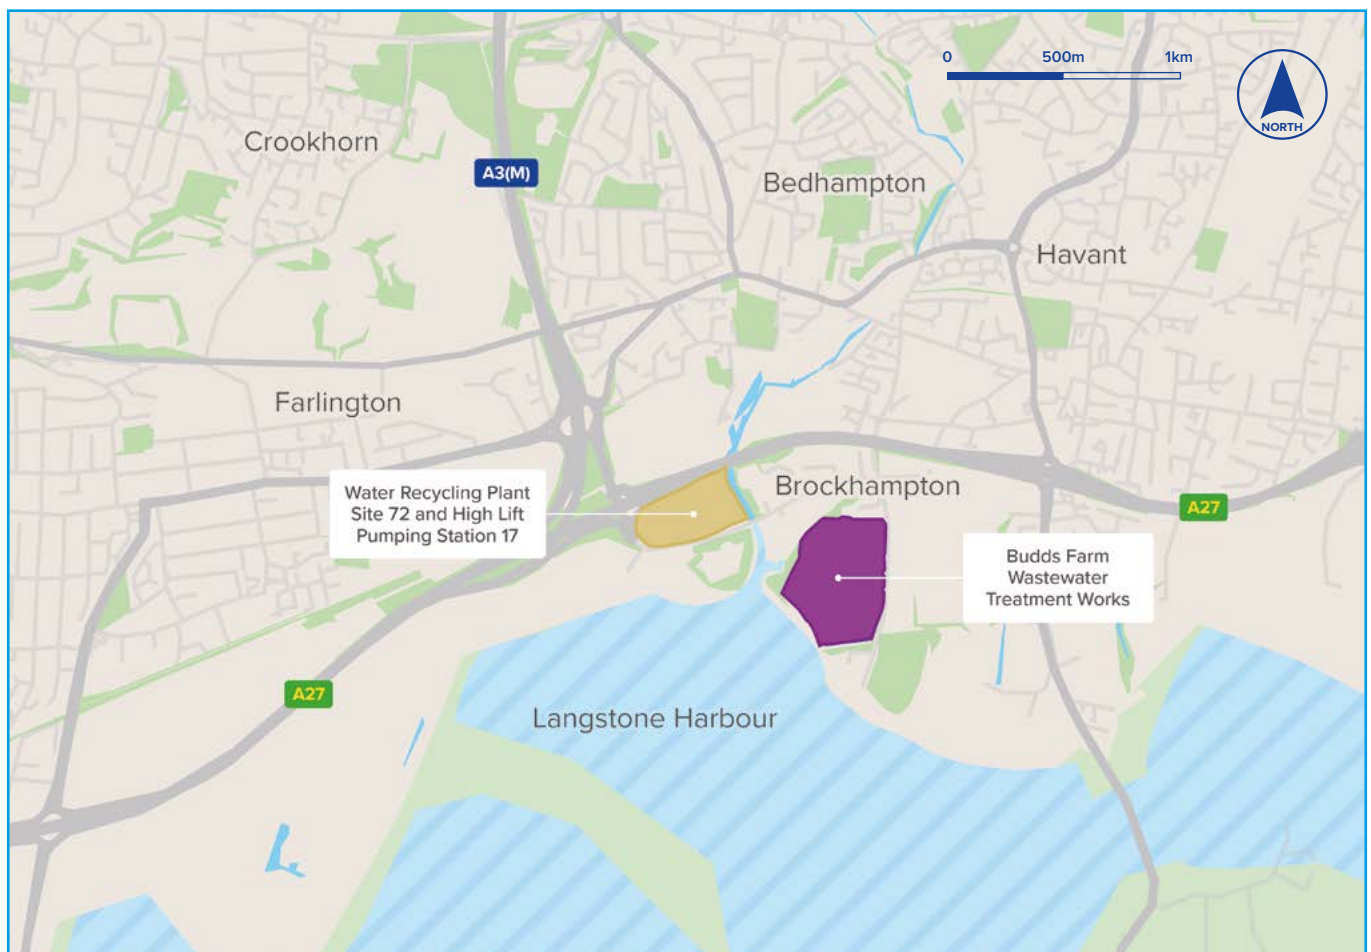 0 500m 1km
NORTH
Crookhorn
A3(M)
Bedhampton
Havant
Farlington
Water Recycling Plant
Site 72 and High Lift
Pumping Station 17
Brockhampton
A27
Budds Farm
Wastewater
Treatment Works
A27
Langstone Harbour